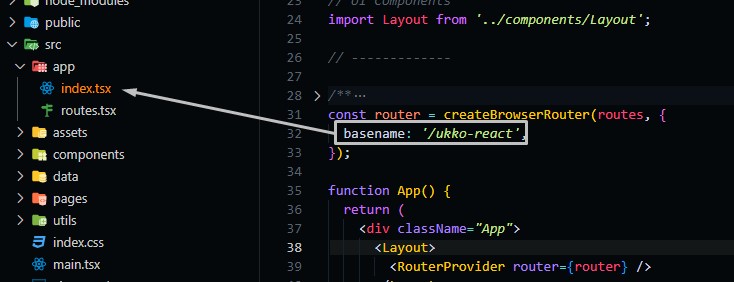 node_modules
public
src
app
index.tsx
routes.tsx
assets
components
data
pages
utils
index.css
main.tsx
23 // UI Components
24 import Layout from '../components/Layout';
25
26 // -------------
27
28 /** ...
31 const router = createBrowserRouter(routes, {
32 basename: '/ukko-react',
33 });
34
35 function App() {
36 return (
37 <div className="App">
38 <Layout>
39 <RouterProvider router={router} />